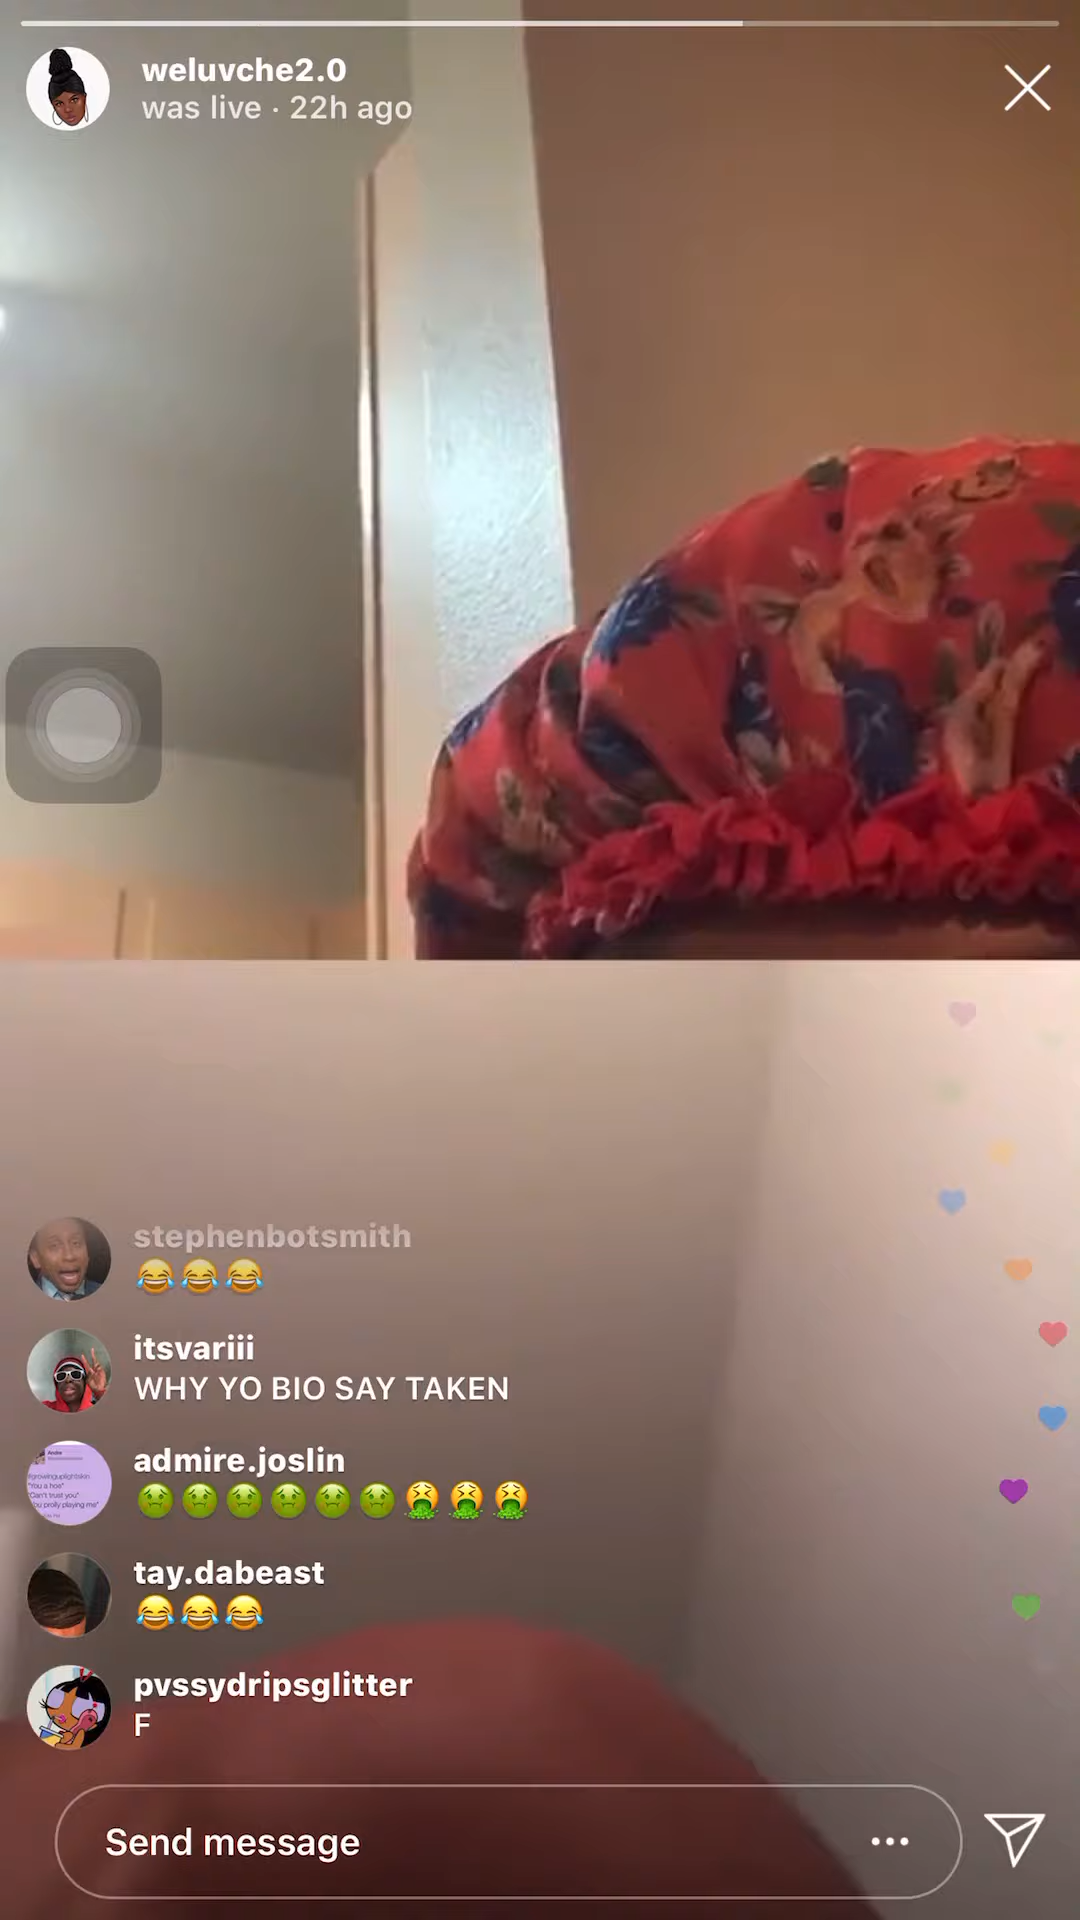 weluvche2.0
was live · 22h ago
stephenbotsmith
😂😂😂
itsvariii
WHY YO BIO SAY TAKEN
admire.joslin
🤢🤢🤢🤢🤢🤢🤮🤮🤮
tay.dabeast
😂😂😂
pvssydripsglitter
F
Send message